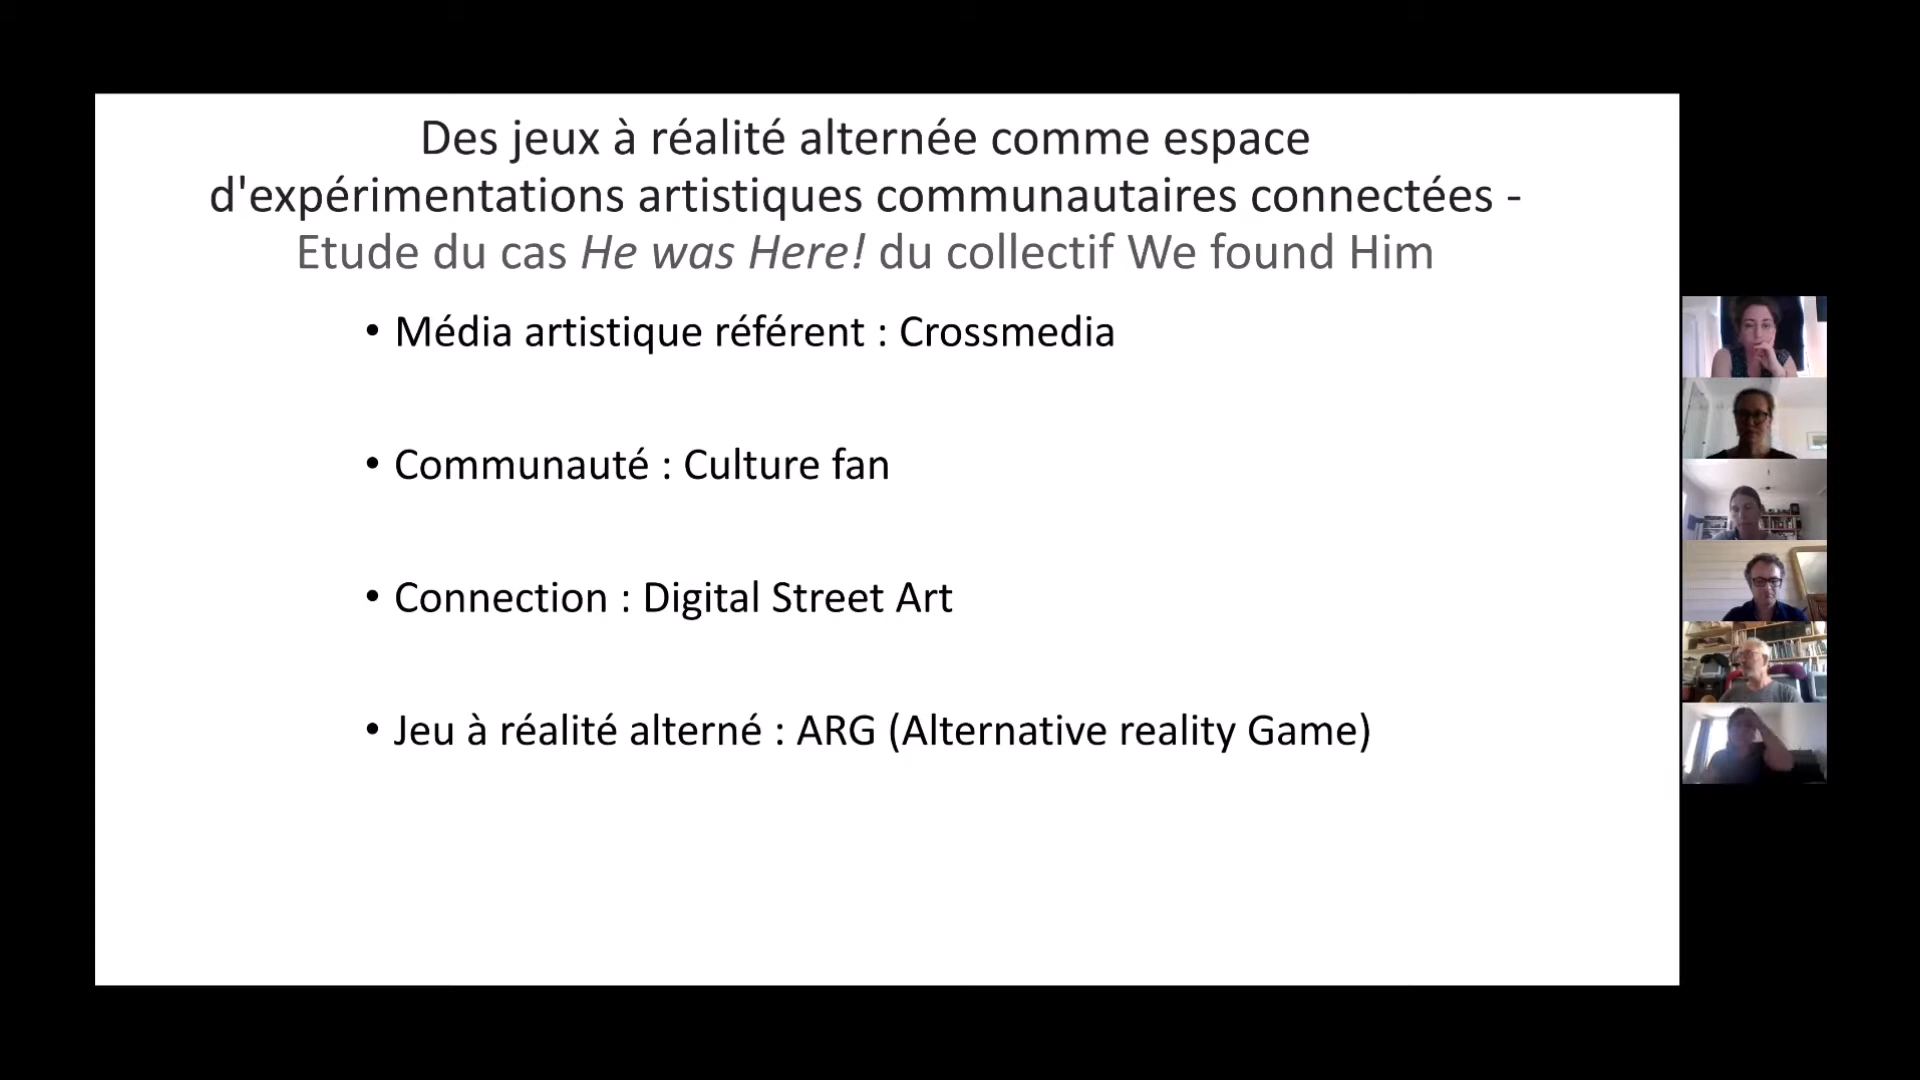 Des jeux à réalité alternée comme espace
d'expérimentations artistiques communautaires connectées -
Etude du cas He was Here! du collectif We found Him
• Média artistique référent : Crossmedia
• Communauté : Culture fan
• Connection : Digital Street Art
• Jeu à réalité alterné : ARG (Alternative reality Game)